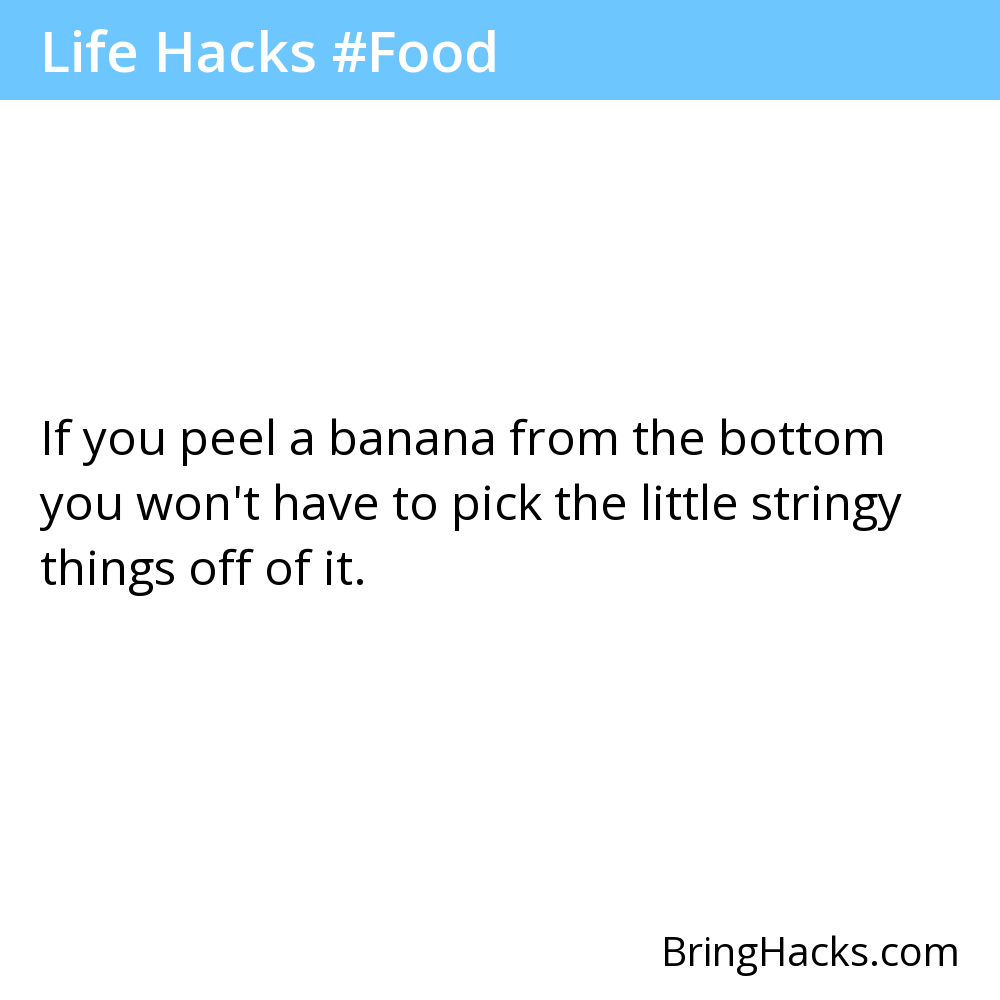 Life Hacks #Food
If you peel a banana from the bottom
you won't have to pick the little stringy
things off of it.
BringHacks.com